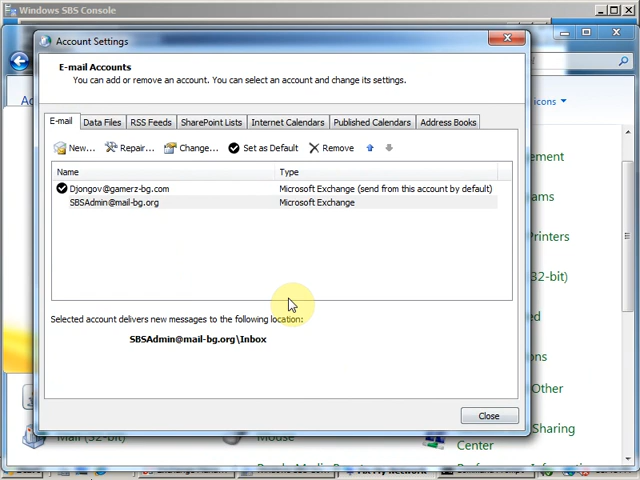 Windows SBS Console
Account Settings
E-mail Accounts
You can add or remove an account. You can select an account and change its settings.
icons
E-mail Data Files RSS Feeds SharePoint Lists Internet Calendars Published Calendars Address Books
New... Repair... Change... Set as Default Remove
Name Type
Djongov@gamerz-bg.com Microsoft Exchange (send from this account by default)
SBSAdmin@mail-bg.org Microsoft Exchange
Selected account delivers new messages to the following location:
SBSAdmin@mail-bg.org\Inbox
Close
ement
ams
Printers
(32-bit)
ed
ons
Other
Sharing
Center
Mail (32-bit)
Mouse